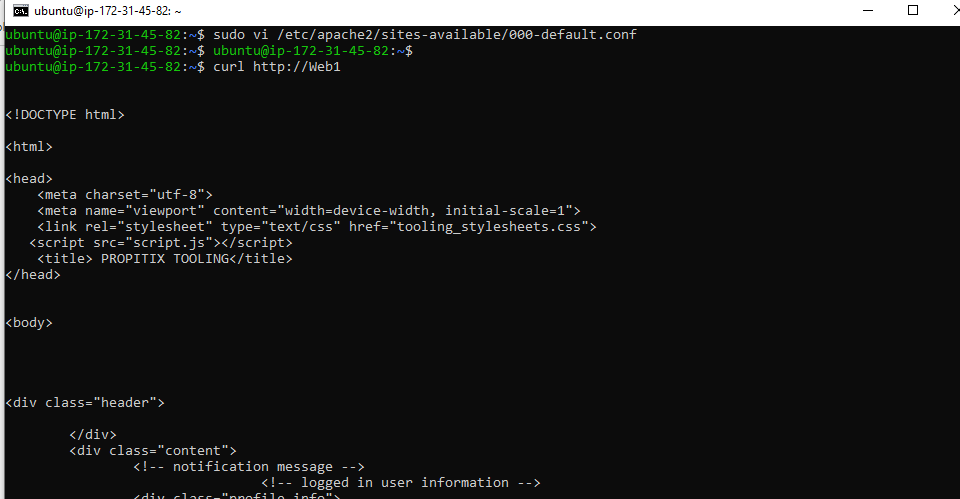 ubuntu@ip-172-31-45-82: ~
ubuntu@ip-172-31-45-82:~$ sudo vi /etc/apache2/sites-available/000-default.conf
ubuntu@ip-172-31-45-82:~$ ubuntu@ip-172-31-45-82:~$
ubuntu@ip-172-31-45-82:~$ curl http://Web1
<!DOCTYPE html>
<html>
<head>
    <meta charset="utf-8">
    <meta name="viewport" content="width=device-width, initial-scale=1">
    <link rel="stylesheet" type="text/css" href="tooling_stylesheets.css">
   <script src="script.js"></script>
    <title> PROPITIX TOOLING</title>
</head>
<body>
<div class="header">
        </div>
        <div class="content">
                <!-- notification message -->
                                <!-- logged in user information -->
                <div class="profile_info">